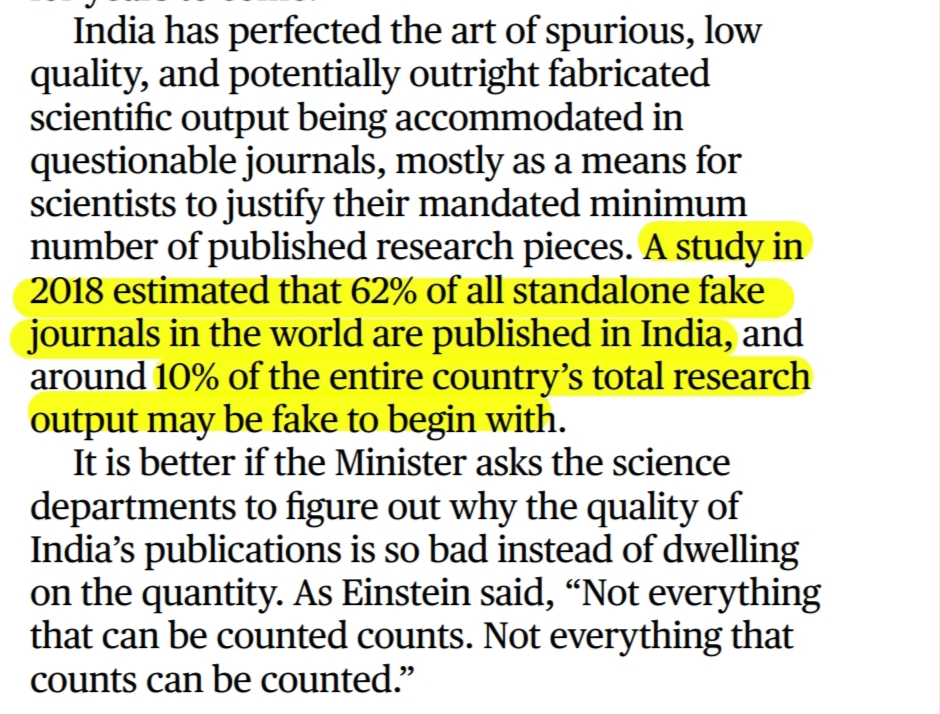 India has perfected the art of spurious, low
quality, and potentially outright fabricated
scientific output being accommodated in
questionable journals, mostly as a means for
scientists to justify their mandated minimum
number of published research pieces. A study in
2018 estimated that 62% of all standalone fake
journals in the world are published in India, and
around 10% of the entire country’s total research
output may be fake to begin with.
It is better if the Minister asks the science
departments to figure out why the quality of
India’s publications is so bad instead of dwelling
on the quantity. As Einstein said, “Not everything
that can be counted counts. Not everything that
counts can be counted.”